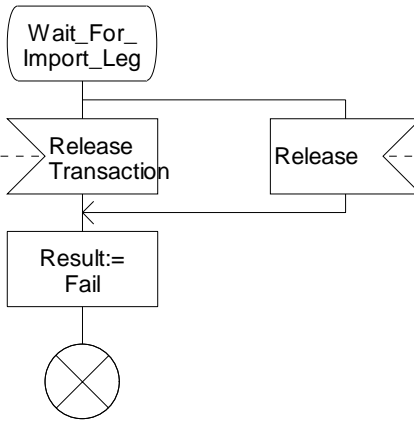 Wait_For_
Import_Leg
Release
Transaction
Release
Result:=
Fail